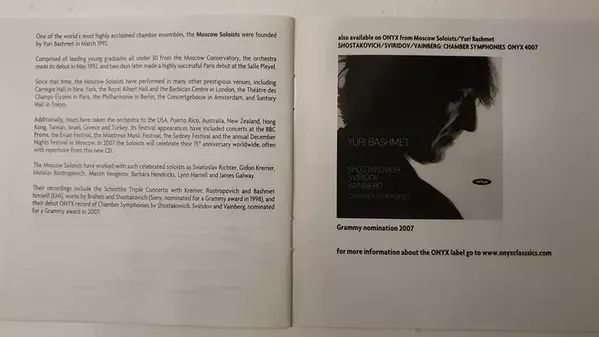 One of the world's most highly acclaimed chamber ensembles, the Moscow Soloists were founded
by Yuri Bashmet in March 1992.
Comprised of leading young graduates all under 30 from the Moscow Conservatory, the orchestra
made its debut in May 1992, and two days later made a highly successful Paris debut at the Salle Pleyel.
Since that time, the Moscow Soloists have performed in many other prestigious venues, including
Carnegie Hall in New York, the Royal Albert Hall and the Barbican Centre in London, the Théâtre des
Champs Elysées in Paris, the Philharmonie in Berlin, the Concertgebouw in Amsterdam, and Suntory
Hall in Tokyo.
Additionally, tours have taken the orchestra to the USA, Puerto Rico, Australia, New Zealand, Hong
Kong, Taiwan, Israel, Greece and Turkey. Its festival appearances have included concerts at the BBC
Proms, the Evian Festival, the Montreux Music Festival, the Sydney Festival and the annual December
Nights Festival in Moscow. In 2007 the Soloists will celebrate their 15th anniversary worldwide, often
with repertoire from this new CD.
The Moscow Soloists have worked with such celebrated soloists as Sviatoslav Richter, Gidon Kremer,
Mstislav Rostropovich, Maxim Vengerov, Barbara Hendricks, Lynn Harrell and James Galway.
Their recordings include the Schnittke Triple Concerto with Kremer, Rostropovich and Bashmet
himself (EMI), works by Brahms and Shostakovich (Sony, nominated for a Grammy award in 1998), and
their debut ONYX record of Chamber Symphonies by Shostakovich, Sviridov and Vainberg, nominated
for a Grammy award in 2007.
also available on ONYX from Moscow Soloists/Yuri Bashmet
SHOSTAKOVICH/SVIRIDOV/VAINBERG: CHAMBER SYMPHONIES ONYX 4007
YURI BASHMET
SHOSTAKOVICH
SVIRIDOV
VAINBERG
CHAMBER SYMPHONIES
ONYX
Grammy nomination 2007
for more information about the ONYX label go to www.onyxclassics.com